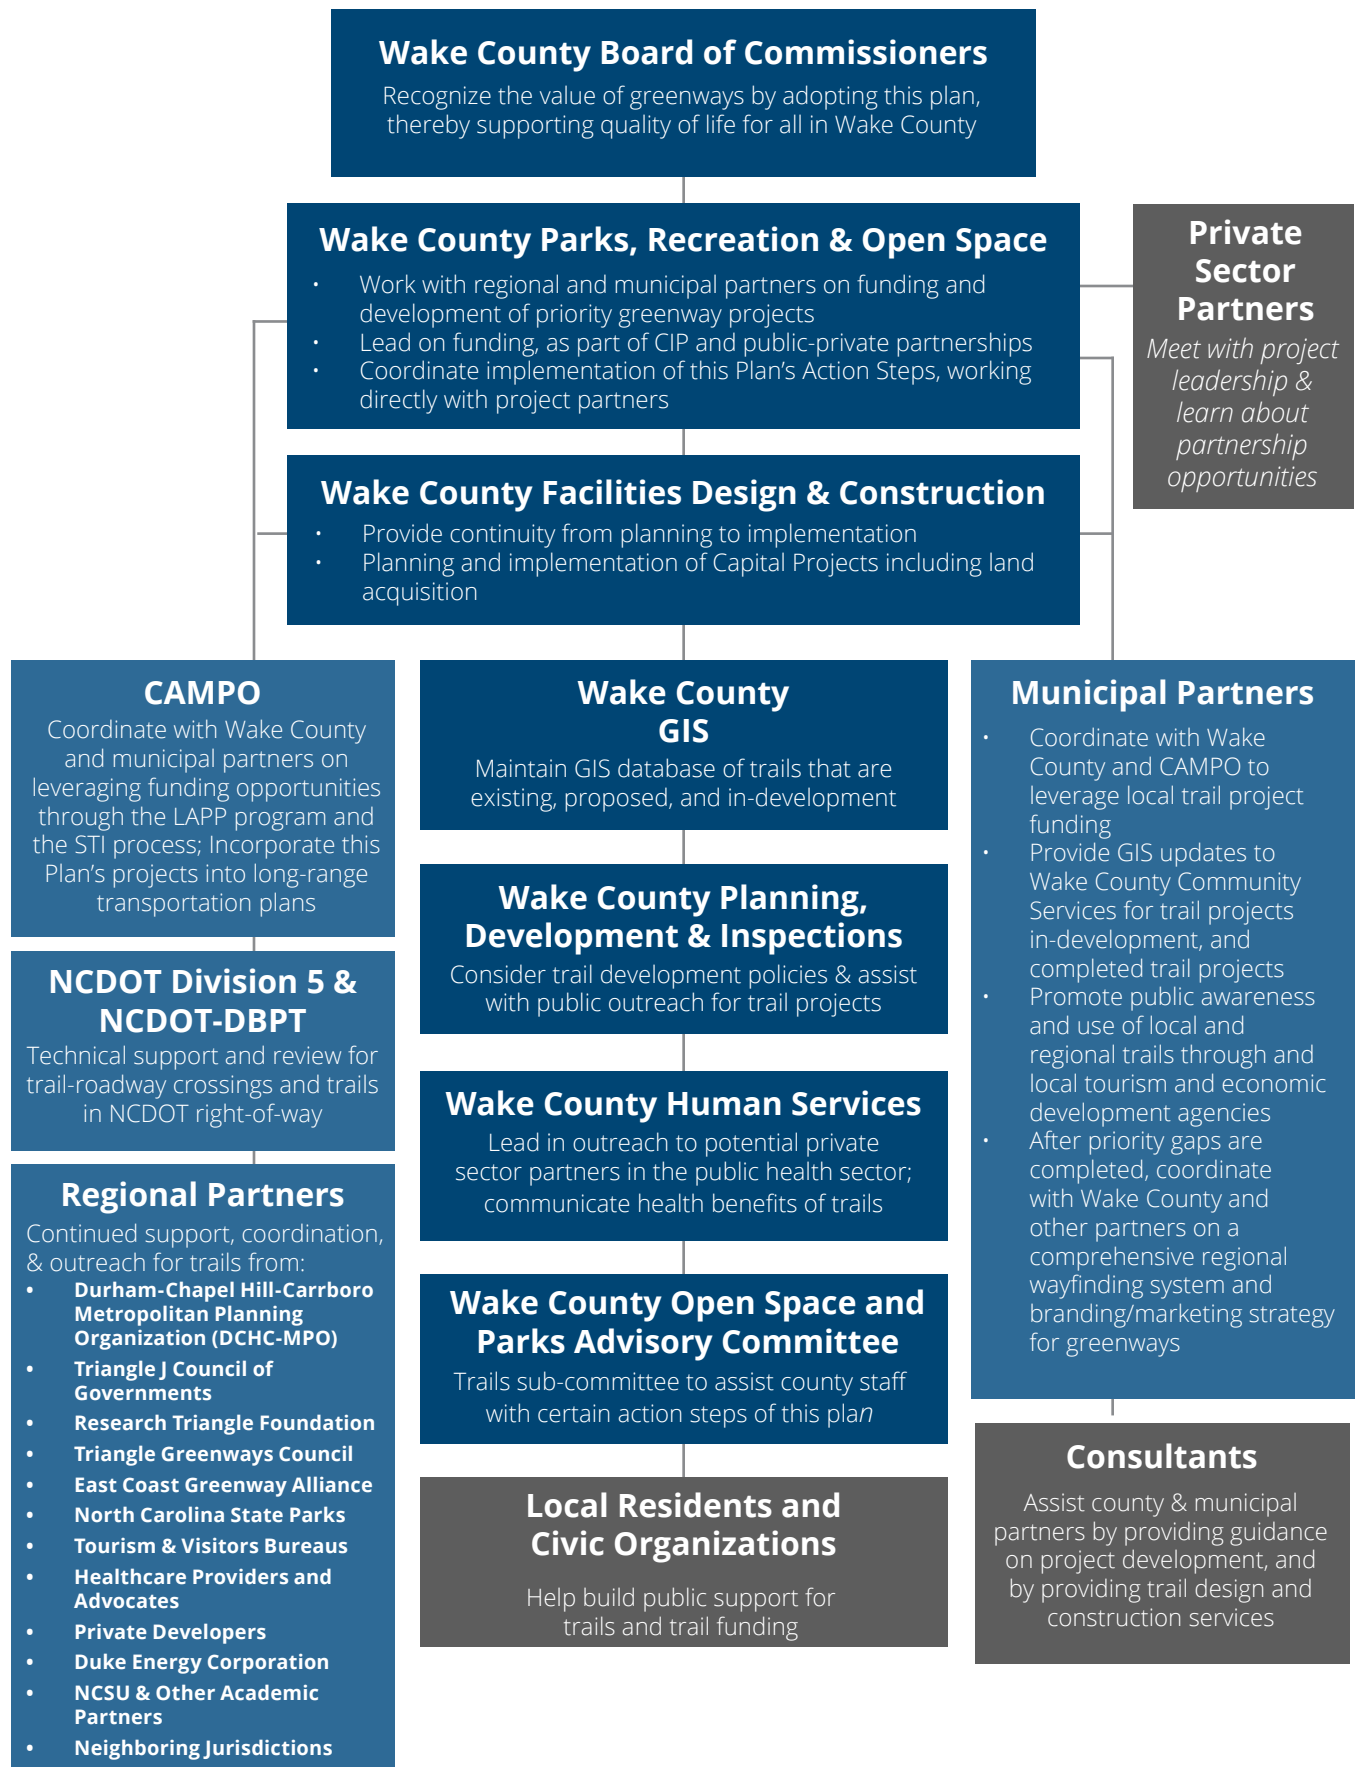 Wake County Board of Commissioners
Recognize the value of greenways by adopting this plan,
thereby supporting quality of life for all in Wake County
Wake County Parks, Recreation & Open Space
• Work with regional and municipal partners on funding and
development of priority greenway projects
• Lead on funding, as part of CIP and public-private partnerships
• Coordinate implementation of this Plan’s Action Steps, working
directly with project partners
Private
Sector
Partners
Meet with project
leadership &
learn about
partnership
opportunities
Wake County Facilities Design & Construction
• Provide continuity from planning to implementation
• Planning and implementation of Capital Projects including land
acquisition
CAMPO
Coordinate with Wake County
and municipal partners on
leveraging funding opportunities
through the LAPP program and
the STI process; Incorporate this
Plan’s projects into long-range
transportation plans
NCDOT Division 5 &
NCDOT-DBPT
Technical support and review for
trail-roadway crossings and trails
in NCDOT right-of-way
Regional Partners
Continued support, coordination,
& outreach for trails from:
• Durham-Chapel Hill-Carrboro
Metropolitan Planning
Organization (DCHC-MPO)
• Triangle J Council of
Governments
• Research Triangle Foundation
• Triangle Greenways Council
• East Coast Greenway Alliance
• North Carolina State Parks
• Tourism & Visitors Bureaus
• Healthcare Providers and
Advocates
• Private Developers
• Duke Energy Corporation
• NCSU & Other Academic
Partners
• Neighboring Jurisdictions
Wake County
GIS
Maintain GIS database of trails that are
existing, proposed, and in-development
Wake County Planning,
Development & Inspections
Consider trail development policies & assist
with public outreach for trail projects
Wake County Human Services
Lead in outreach to potential private
sector partners in the public health sector;
communicate health benefits of trails
Wake County Open Space and
Parks Advisory Committee
Trails sub-committee to assist county staff
with certain action steps of this plan
Local Residents and
Civic Organizations
Help build public support for
trails and trail funding
Municipal Partners
• Coordinate with Wake
County and CAMPO to
leverage local trail project
funding
• Provide GIS updates to
Wake County Community
Services for trail projects
in-development, and
completed trail projects
• Promote public awareness
and use of local and
regional trails through and
local tourism and economic
development agencies
• After priority gaps are
completed, coordinate
with Wake County and
other partners on a
comprehensive regional
wayfinding system and
branding/marketing strategy
for greenways
Consultants
Assist county & municipal
partners by providing guidance
on project development, and
by providing trail design and
construction services